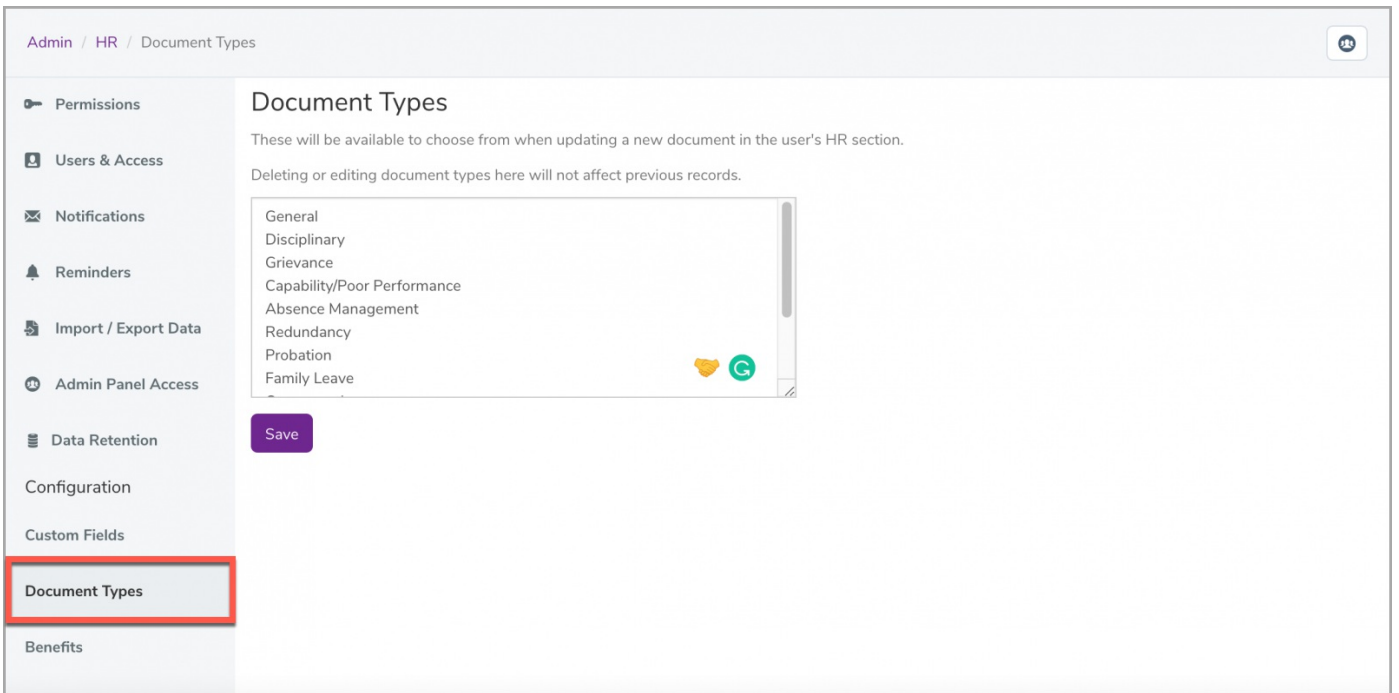 Admin / HR / Document Types
Permissions
Users & Access
Notifications
Reminders
Import / Export Data
Admin Panel Access
Data Retention
Configuration
Custom Fields
Document Types
Benefits
Document Types
These will be available to choose from when updating a new document in the user's HR section.
Deleting or editing document types here will not affect previous records.
General
Disciplinary
Grievance
Capability/Poor Performance
Absence Management
Redundancy
Probation
Family Leave
Save